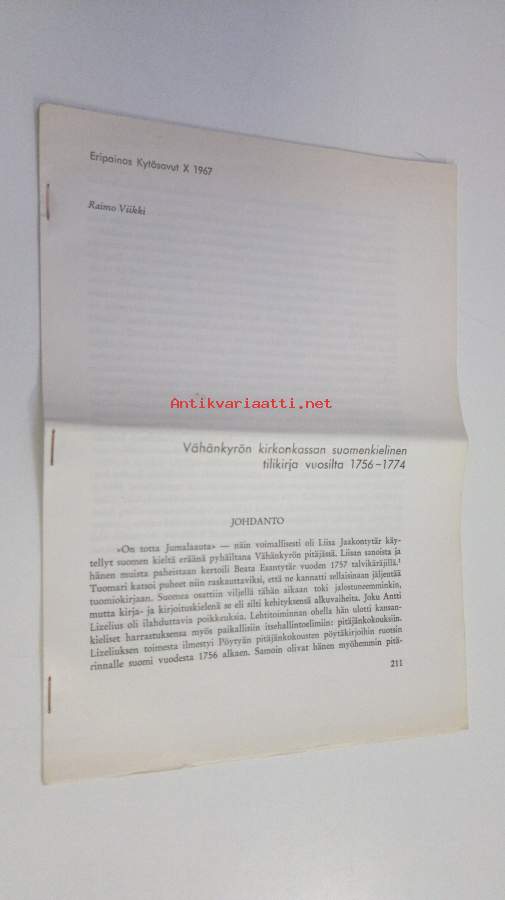 Eripainos Kytösavut X 1967
Raimo Viikki
Antikvariaatti.net
Vähänkyrön kirkonkassan suomenkielinen
tilikirja vuosilta 1756–1774
JOHDANTO
»On totta Jumalaauta» — näin voimallisesti oli Liisa Jaakontytär käy-
tellyt suomen kieltä eräänä pyhäiltana Vähänkyrön pitäjässä. Liisan sanoista ja
hänen muista paheistaan kertoili Beata Esantytär vuoden 1757 talvikäräjillä.¹
Tuomari katsoi puheet niin raskauttaviksi, että ne kannatti sellaisinaan jäljentää
tuomiokirjaan. Suomea osattiin viljellä tähän aikaan toki jalostuneemminkin,
mutta kirja- ja kirjoituskielenä se eli silti kehityksensä alkuvaiheita. Joku Antti
Lizelius oli ilahduttavia poikkeuksia. Lehtitoiminnan ohella hän ulotti kansan-
kieliset harrastuksensa myös paikallisiin itsehallintoelimiin: pitäjänkokouksiin.
Lizeliuksen toimesta ilmestyi Pöytyän pitäjänkokousten pöytäkirjoihin ruotsin
rinnalle suomi vuodesta 1756 alkaen. Samoin olivat hänen myöhemmin pitä-
211